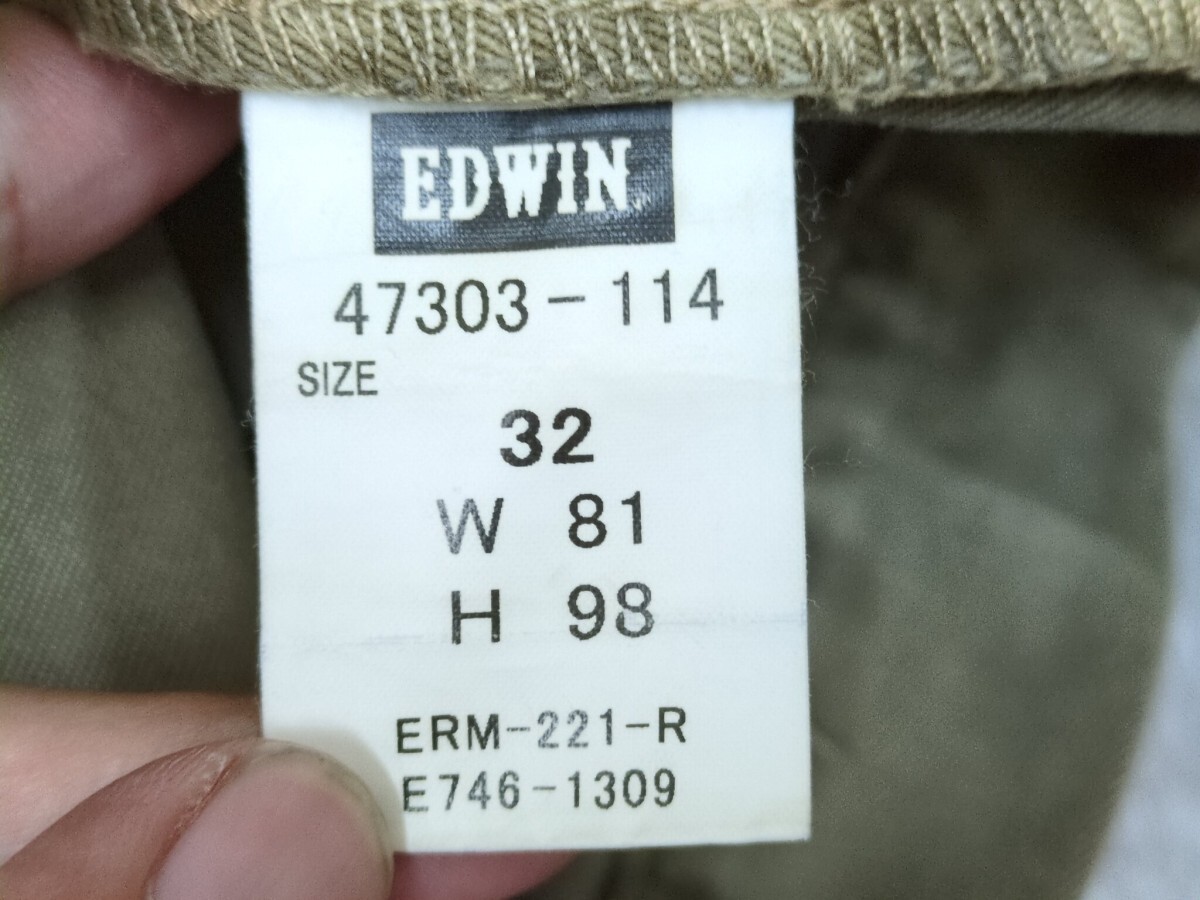 EDWIN
47303-114
SIZE
32
W 81
H 98
ERM-221-R
E746-1309